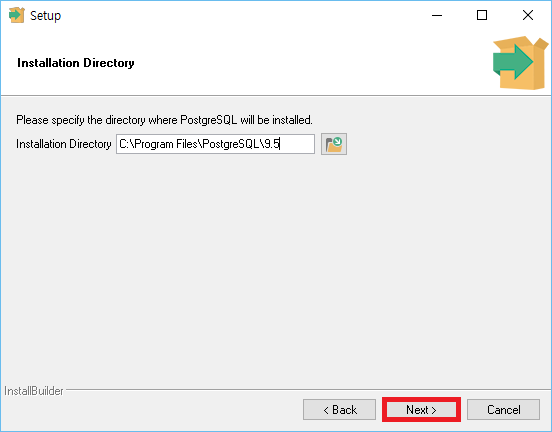 Setup
Installation Directory
Please specify the directory where PostgreSQL will be installed.
Installation Directory C:\Program Files\PostgreSQL\9.5
InstallBuilder
< Back Next > Cancel